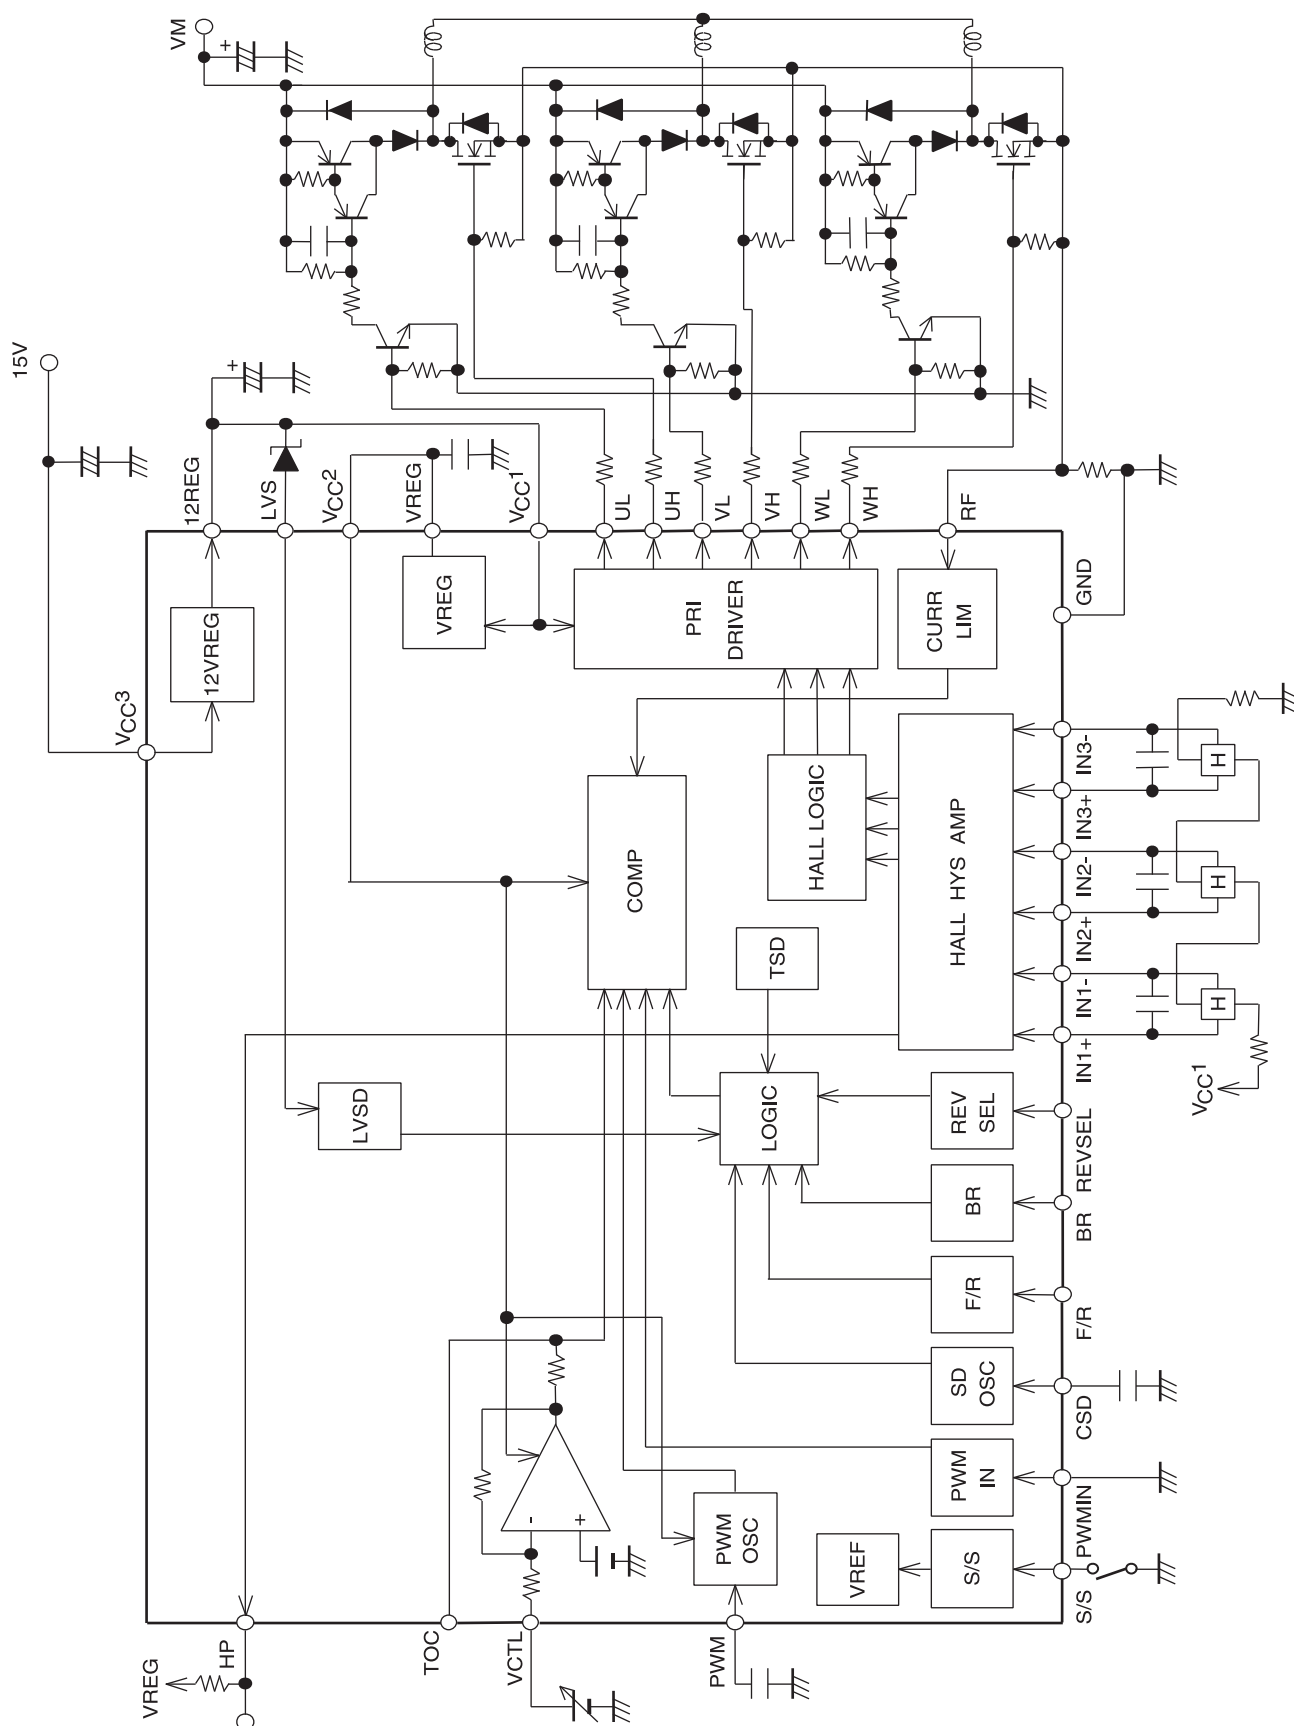 VM
+
15V
+
12REG
LVS
VCC2
VREG
VCC1
UL
UH
VL
VH
WL
WH
RF
GND
VCC3
12VREG
VREG
PRI
DRIVER
CURR
LIM
COMP
HALL LOGIC
HALL HYS AMP
TSD
LVSD
LOGIC
REV
SEL
BR
F/R
SD
OSC
PWM
IN
S/S
VREF
PWM
OSC
-
+
IN3-
IN3+
IN2-
IN2+
IN1-
IN1+
H
H
H
VCC1
REVSEL
BR
F/R
CSD
PWMIN
S/S
VREG
HP
TOC
VCTL
PWM